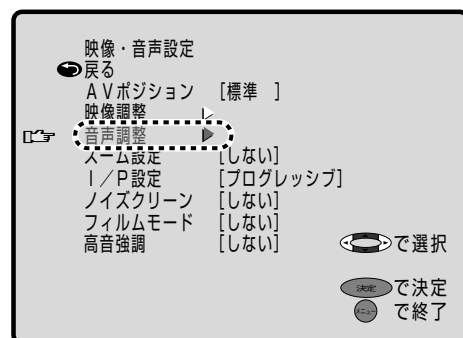 映像・音声設定
戻る
AVポジション [標準 ]
映像調整
音声調整
ズーム設定 [しない]
I/P設定 [プログレッシブ]
ノイズクリーン [しない]
フィルムモード [しない]
高音強調 [しない]
で選択
決定 で決定
メニュー で終了